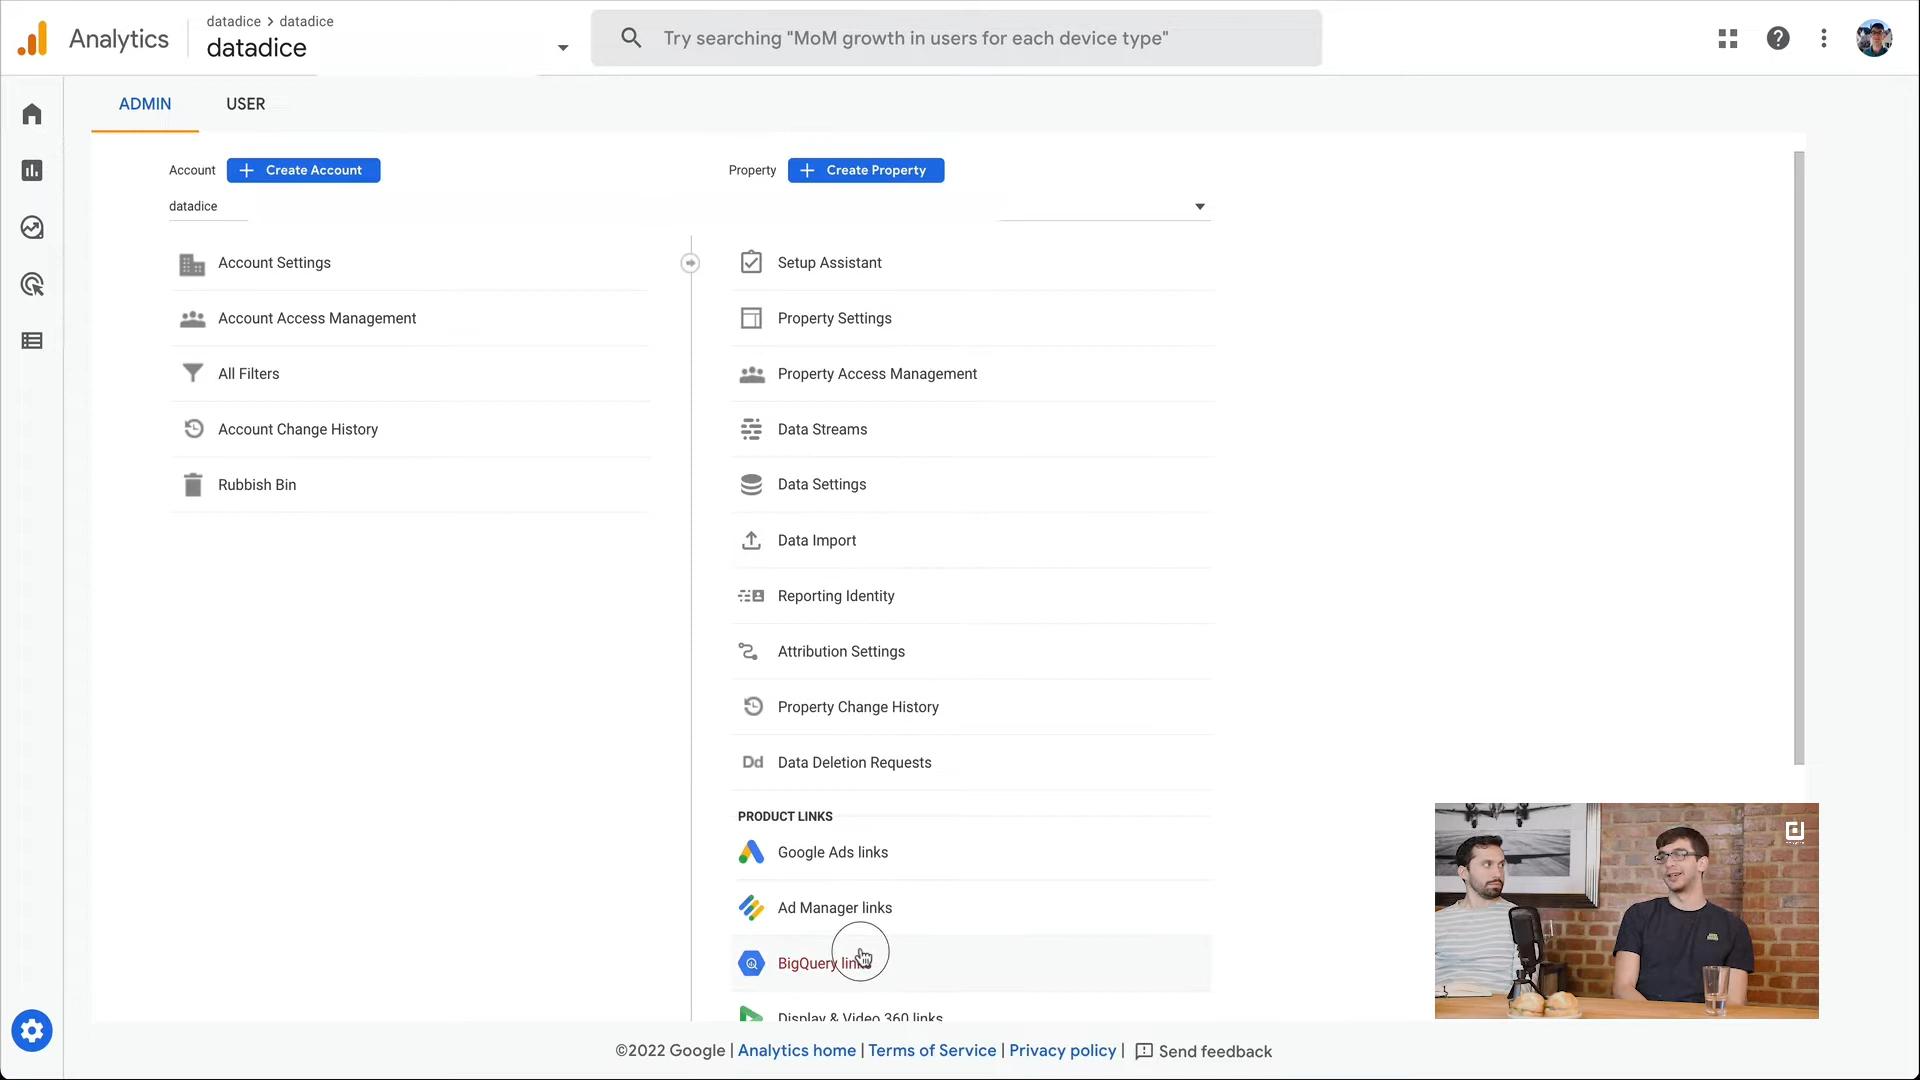 Analytics
datadice > datadice
datadice
Try searching "MoM growth in users for each device type"
ADMIN
USER
Account
+ Create Account
datadice
Account Settings
Account Access Management
All Filters
Account Change History
Rubbish Bin
Property
+ Create Property
Setup Assistant
Property Settings
Property Access Management
Data Streams
Data Settings
Data Import
Reporting Identity
Attribution Settings
Property Change History
Dd Data Deletion Requests
PRODUCT LINKS
Google Ads links
Ad Manager links
BigQuery links
Display & Video 360 links
©2022 Google | Analytics home | Terms of Service | Privacy policy | Send feedback